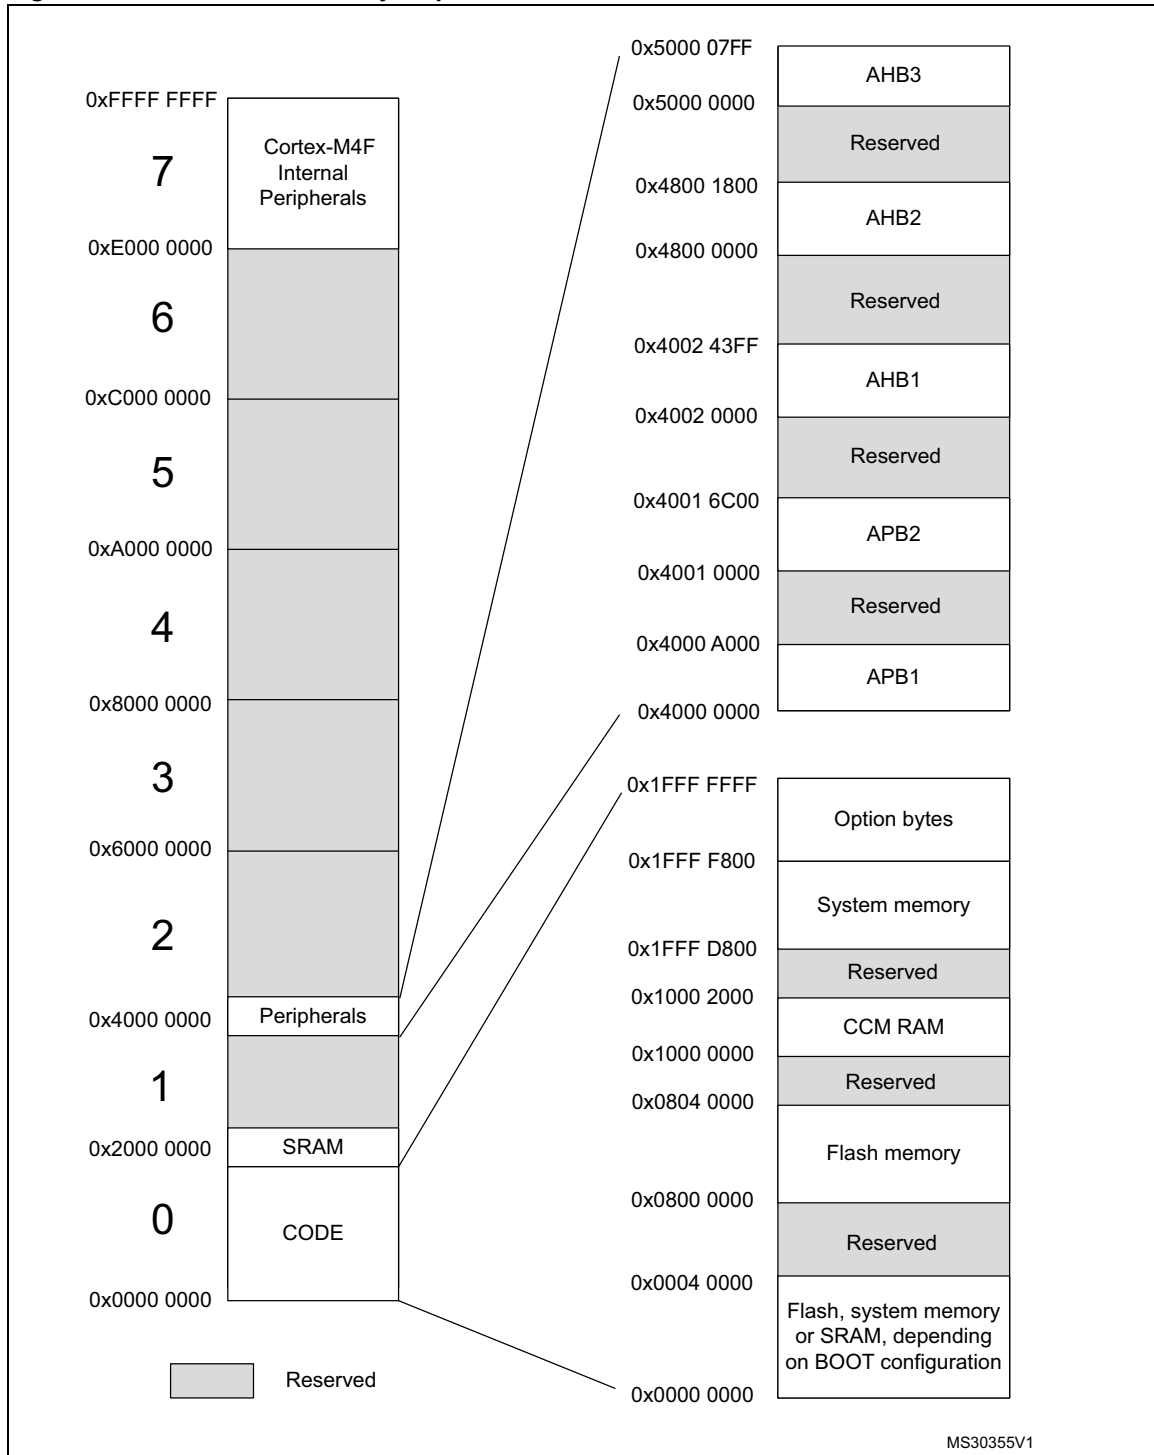 0xFFFF FFFF
7
Cortex-M4F
Internal
Peripherals
0xE000 0000
6
0xC000 0000
5
0xA000 0000
4
0x8000 0000
3
0x6000 0000
2
0x4000 0000
Peripherals
1
0x2000 0000
SRAM
0
CODE
0x0000 0000
Reserved
0x5000 07FF
AHB3
0x5000 0000
Reserved
0x4800 1800
AHB2
0x4800 0000
Reserved
0x4002 43FF
AHB1
0x4002 0000
Reserved
0x4001 6C00
APB2
0x4001 0000
Reserved
0x4000 A000
APB1
0x4000 0000
0x1FFF FFFF
Option bytes
0x1FFF F800
System memory
0x1FFF D800
Reserved
0x1000 2000
CCM RAM
0x1000 0000
Reserved
0x0804 0000
Flash memory
0x0800 0000
Reserved
0x0004 0000
Flash, system memory
or SRAM, depending
on BOOT configuration
0x0000 0000
MS30355V1